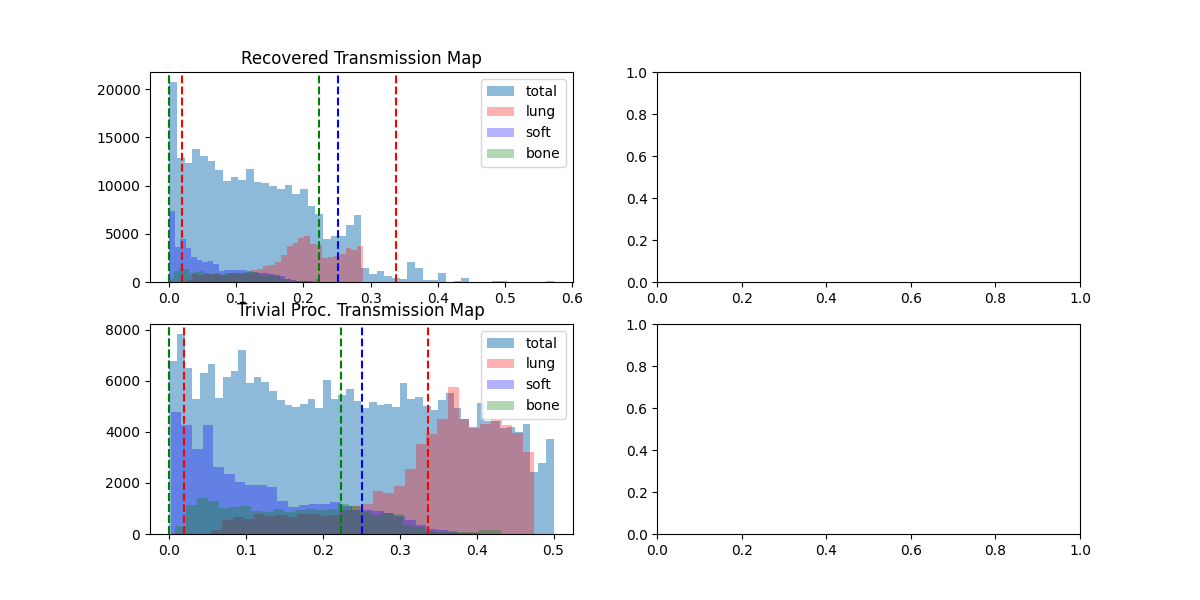 Recovered Transmission Map
20000
15000
10000
5000
0
0.0 0.1 0.2 0.3 0.4 0.5 0.6
total
lung
soft
bone
1.0
0.8
0.6
0.4
0.2
0.0
0.0 0.2 0.4 0.6 0.8 1.0
Trivial Proc. Transmission Map
8000
6000
4000
2000
0
0.0 0.1 0.2 0.3 0.4 0.5
total
lung
soft
bone
1.0
0.8
0.6
0.4
0.2
0.0
0.0 0.2 0.4 0.6 0.8 1.0